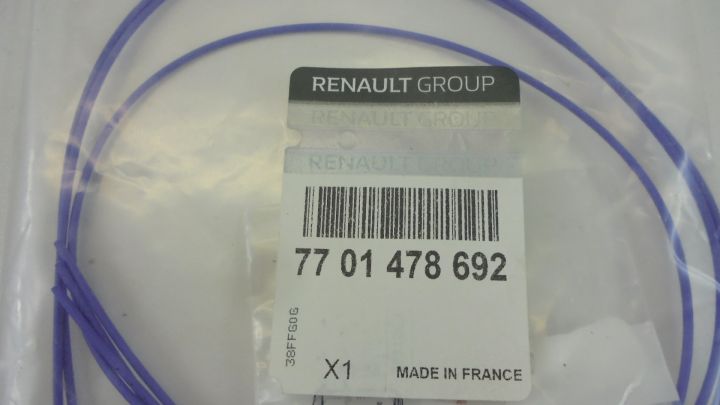 RENAULT GROUP
RENAULT GROUP
RENAULT GROUP
77 01 478 692
38FF60G
X1
MADE IN FRANCE